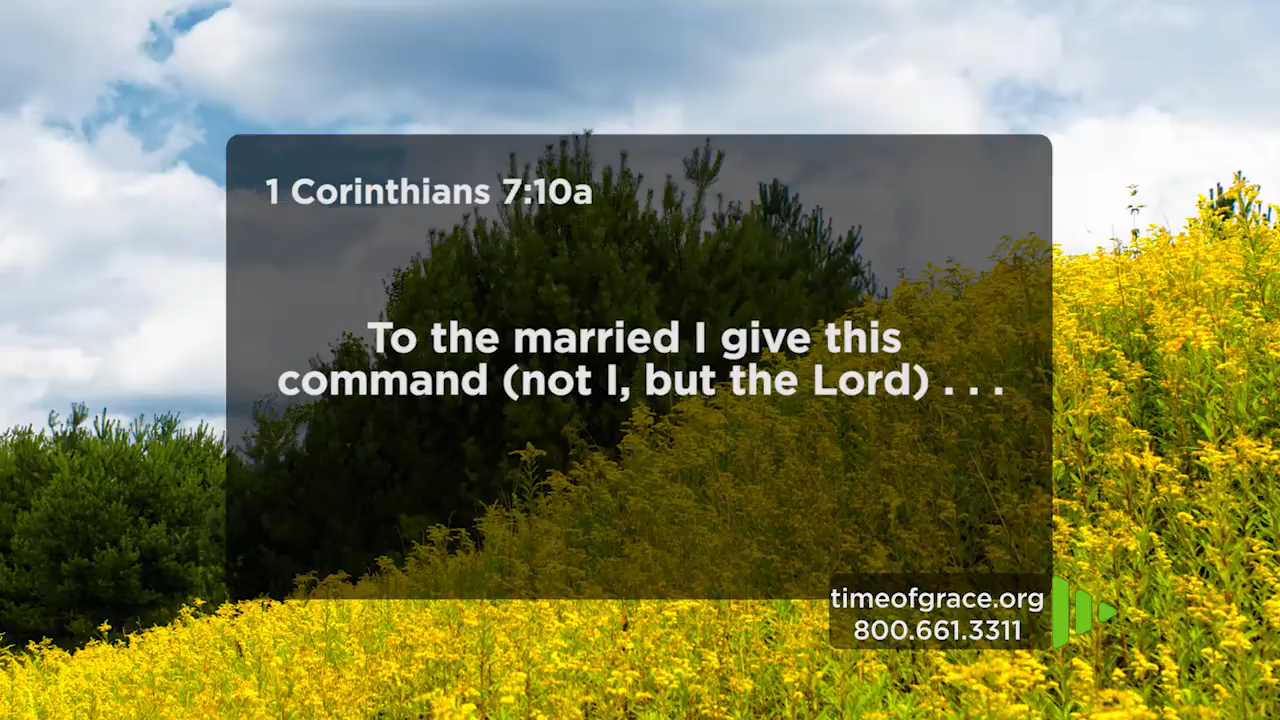 1 Corinthians 7:10a
To the married I give this
command (not I, but the Lord) . . .
timeofgrace.org
800.661.3311